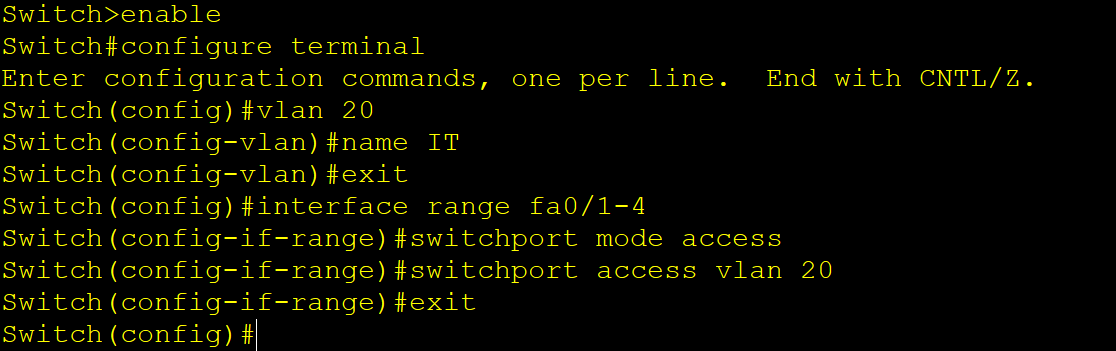 Switch>enable
Switch#configure terminal
Enter configuration commands, one per line.  End with CNTL/Z.
Switch(config)#vlan 20
Switch(config-vlan)#name IT
Switch(config-vlan)#exit
Switch(config)#interface range fa0/1-4
Switch(config-if-range)#switchport mode access
Switch(config-if-range)#switchport access vlan 20
Switch(config-if-range)#exit
Switch(config)#